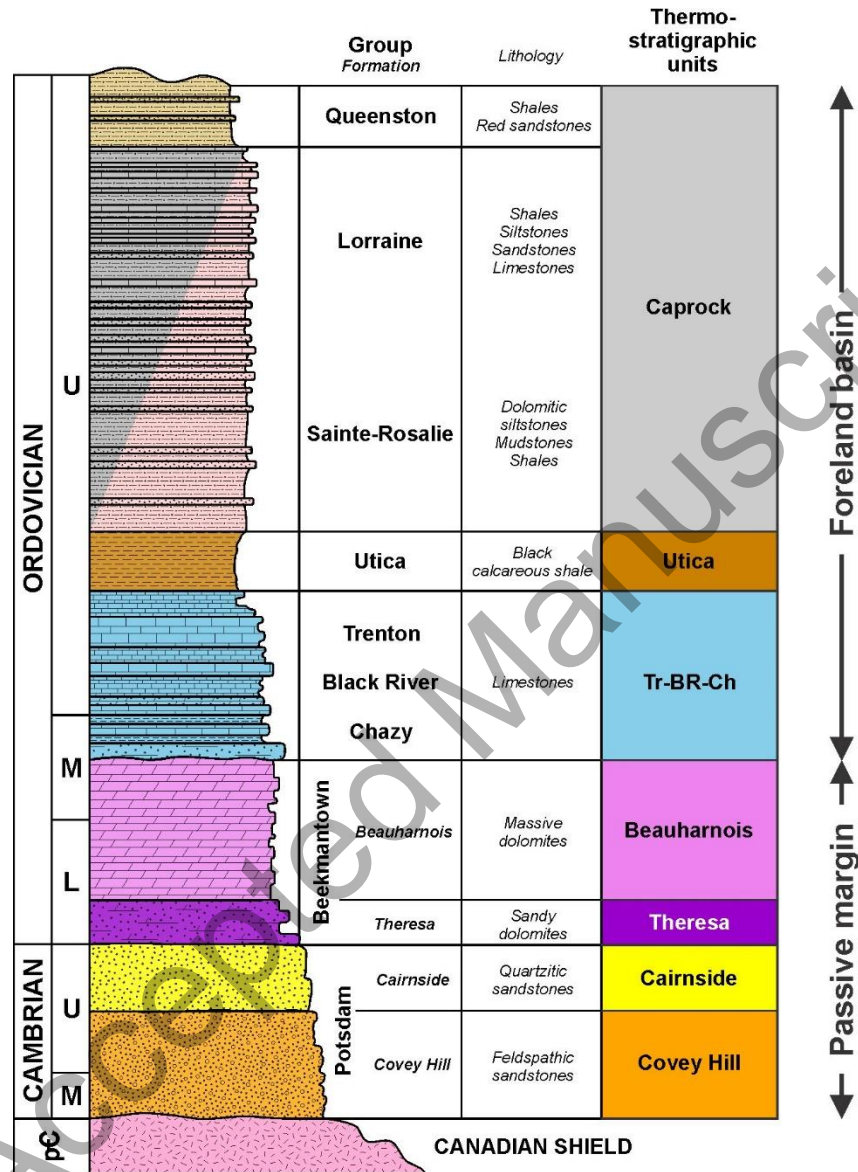 Group
Formation
Lithology
Thermo-
stratigraphic
units
Queenston
Shales
Red sandstones
Lorraine
Shales
Siltstones
Sandstones
Limestones
Caprock
Sainte-Rosalie
Dolomitic
siltstones
Mudstones
Shales
Utica
Black
calcareous shale
Utica
Trenton
Black River
Chazy
Limestones
Tr-BR-Ch
Beekmantown
Beauharnois
Massive
dolomites
Beauharnois
Theresa
Sandy
dolomites
Theresa
Potsdam
Cairnside
Quartzitic
sandstones
Cairnside
Covey Hill
Feldspathic
sandstones
Covey Hill
CANADIAN SHIELD
ORDOVICIAN
U
M
L
CAMBRIAN
U
M
p-Ꞓ
Foreland basin
Passive margin
Accepted Manuscri